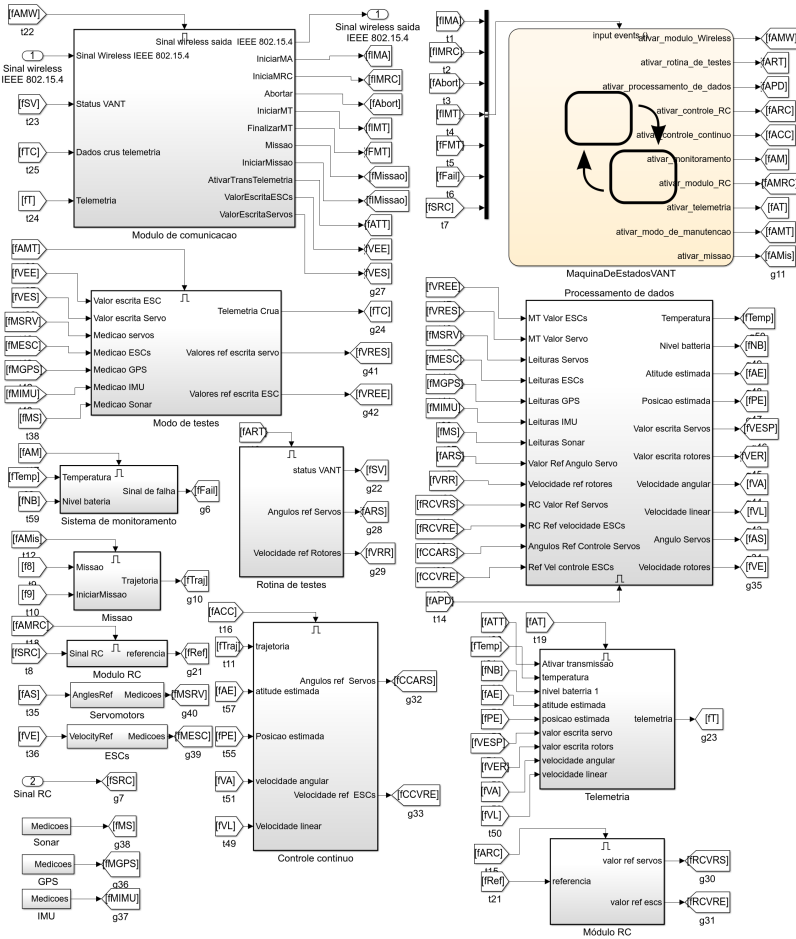 [fAMW]
t22
1
Sinal wireless
IEEE 802.15.4
Sinal Wireless IEEE 802.15.4
Sinal wireless saida IEEE 802.15.4
1
Sinal wireless saida
IEEE 802.15.4
[fSV]
t23
Status VANT
[fTC]
t25
Dados crus telemetria
[fT]
t24
Telemetria
IniciarMA
[fIMA]
IniciaMRC
[fIMRC]
Abortar
[fAbort]
IniciarMT
[fIMT]
FinalizarMT
[fFMT]
Missao
[fMissao]
IniciarMissao
[fIMissao]
AtivarTransTelemetria
[fATT]
ValorEscritaESCs
[fVEE]
ValorEscritaServos
[fVES]
g27
Modulo de comunicacao
[fIMA]
t1
[fIMRC]
t2
[fAbort]
t3
[fIMT]
t4
[fFMT]
t5
[fFail]
t6
[fSRC]
t7
input events ()
ativar_modulo_Wireless
[fAMW]
ativar_rotina_de_testes
[fART]
ativar_processamento_de_dados
[fAPD]
ativar_controle_RC
[fARC]
ativar_controle_continuo
[fACC]
ativar_monitoramento
[fAM]
ativar_modulo_RC
[fAMRC]
ativar_telemetria
[fAT]
ativar_modo_de_manutencao
[fAMT]
ativar_missao
[fAMis]
g11
MaquinaDeEstadosVANT
[fAMT]
[fVEE]
Valor escrita ESC
[fVES]
Valor escrita Servo
[fMSRV]
Medicao servos
[fMESC]
Medicao ESCs
[fMGPS]
Medicao GPS
[fMIMU]
Medicao IMU
[fMS]
t38
Medicao Sonar
Telemetria Crua
[fTC]
g24
Valores ref escrita servo
[fVRES]
g41
Valores ref escrita ESC
[fVREE]
g42
Modo de testes
Processamento de dados
[fVREE]
MT Valor ESCs
[fVRES]
MT Valor Servo
[fMSRV]
Leituras Servos
[fMESC]
Leituras ESCs
[fMGPS]
Leituras GPS
[fMIMU]
Leituras IMU
[fMS]
Leituras Sonar
[fARS]
Valor Ref Angulo Servo
[fVRR]
Velocidade ref rotores
[fRCVRS]
RC Valor Ref Servos
[fRCVRE]
RC Ref velocidade ESCs
[fCCARS]
Angulos Ref Controle Servos
[fCCVRE]
Ref Vel controle ESCs
[fAPD]
t14
Temperatura
[fTemp]
Nivel batteria
[fNB]
Atitude estimada
[fAE]
Posicao estimada
[fPE]
Valor escrita Servo
[fVESP]
Valor escrita rotores
[fVER]
Velocidade angular
[fVA]
Velocidade linear
[fVL]
Angulo Servo
[fAS]
Velocidade rotores
[fVE]
g35
[fAM]
[fTemp]
Temperatura
[fNB]
t59
Nivel bateria
Sinal de falha
[fFail]
g6
Sistema de monitoramento
[fART]
status VANT
[fSV]
g22
Angulos ref Servos
[fARS]
g28
Velocidade ref Rotores
[fVRR]
g29
Rotina de testes
[fAMis]
t12
[f8]
Missao
[f9]
t10
IniciarMissao
Trajetoria
[fTraj]
g10
Missao
[fAMRC]
t18
[fSRC]
t8
Sinal RC
referencia
[fRef]
g21
Modulo RC
[fAS]
t35
AnglesRef
Medicoes
[fMSRV]
g40
Servomotors
[fVE]
t36
VelocityRef
Medicoes
[fMESC]
g39
ESCs
2
Sinal RC
[fSRC]
g7
Medicoes
[fMS]
g38
Sonar
Medicoes
[fMGPS]
g36
GPS
Medicoes
[fMIMU]
g37
IMU
[fACC]
t16
[fTraj]
t11
trajetoria
[fAE]
t57
atitude estimada
[fPE]
t55
Posicao estimada
[fVA]
t51
velocidade angular
[fVL]
t49
Velocidade linear
Angulos ref Servos
[fCCARS]
g32
Velocidade ref ESCs
[fCCVRE]
g33
Controle continuo
[fATT]
[fAT]
t19
Ativar transmissao
[fTemp]
temperatura
[fNB]
nivel baterria 1
[fAE]
atitude estimada
[fPE]
posicao estimada
[fVESP]
valor escrita servo
[fVER]
valor escrita rotors
[fVA]
velocidade angular
[fVL]
t50
velocidade linear
telemetria
[fT]
g23
Telemetria
[fARC]
t15
[fRef]
t21
referencia
valor ref servos
[fRCVRS]
g30
valor ref escs
[fRCVRE]
g31
Módulo RC